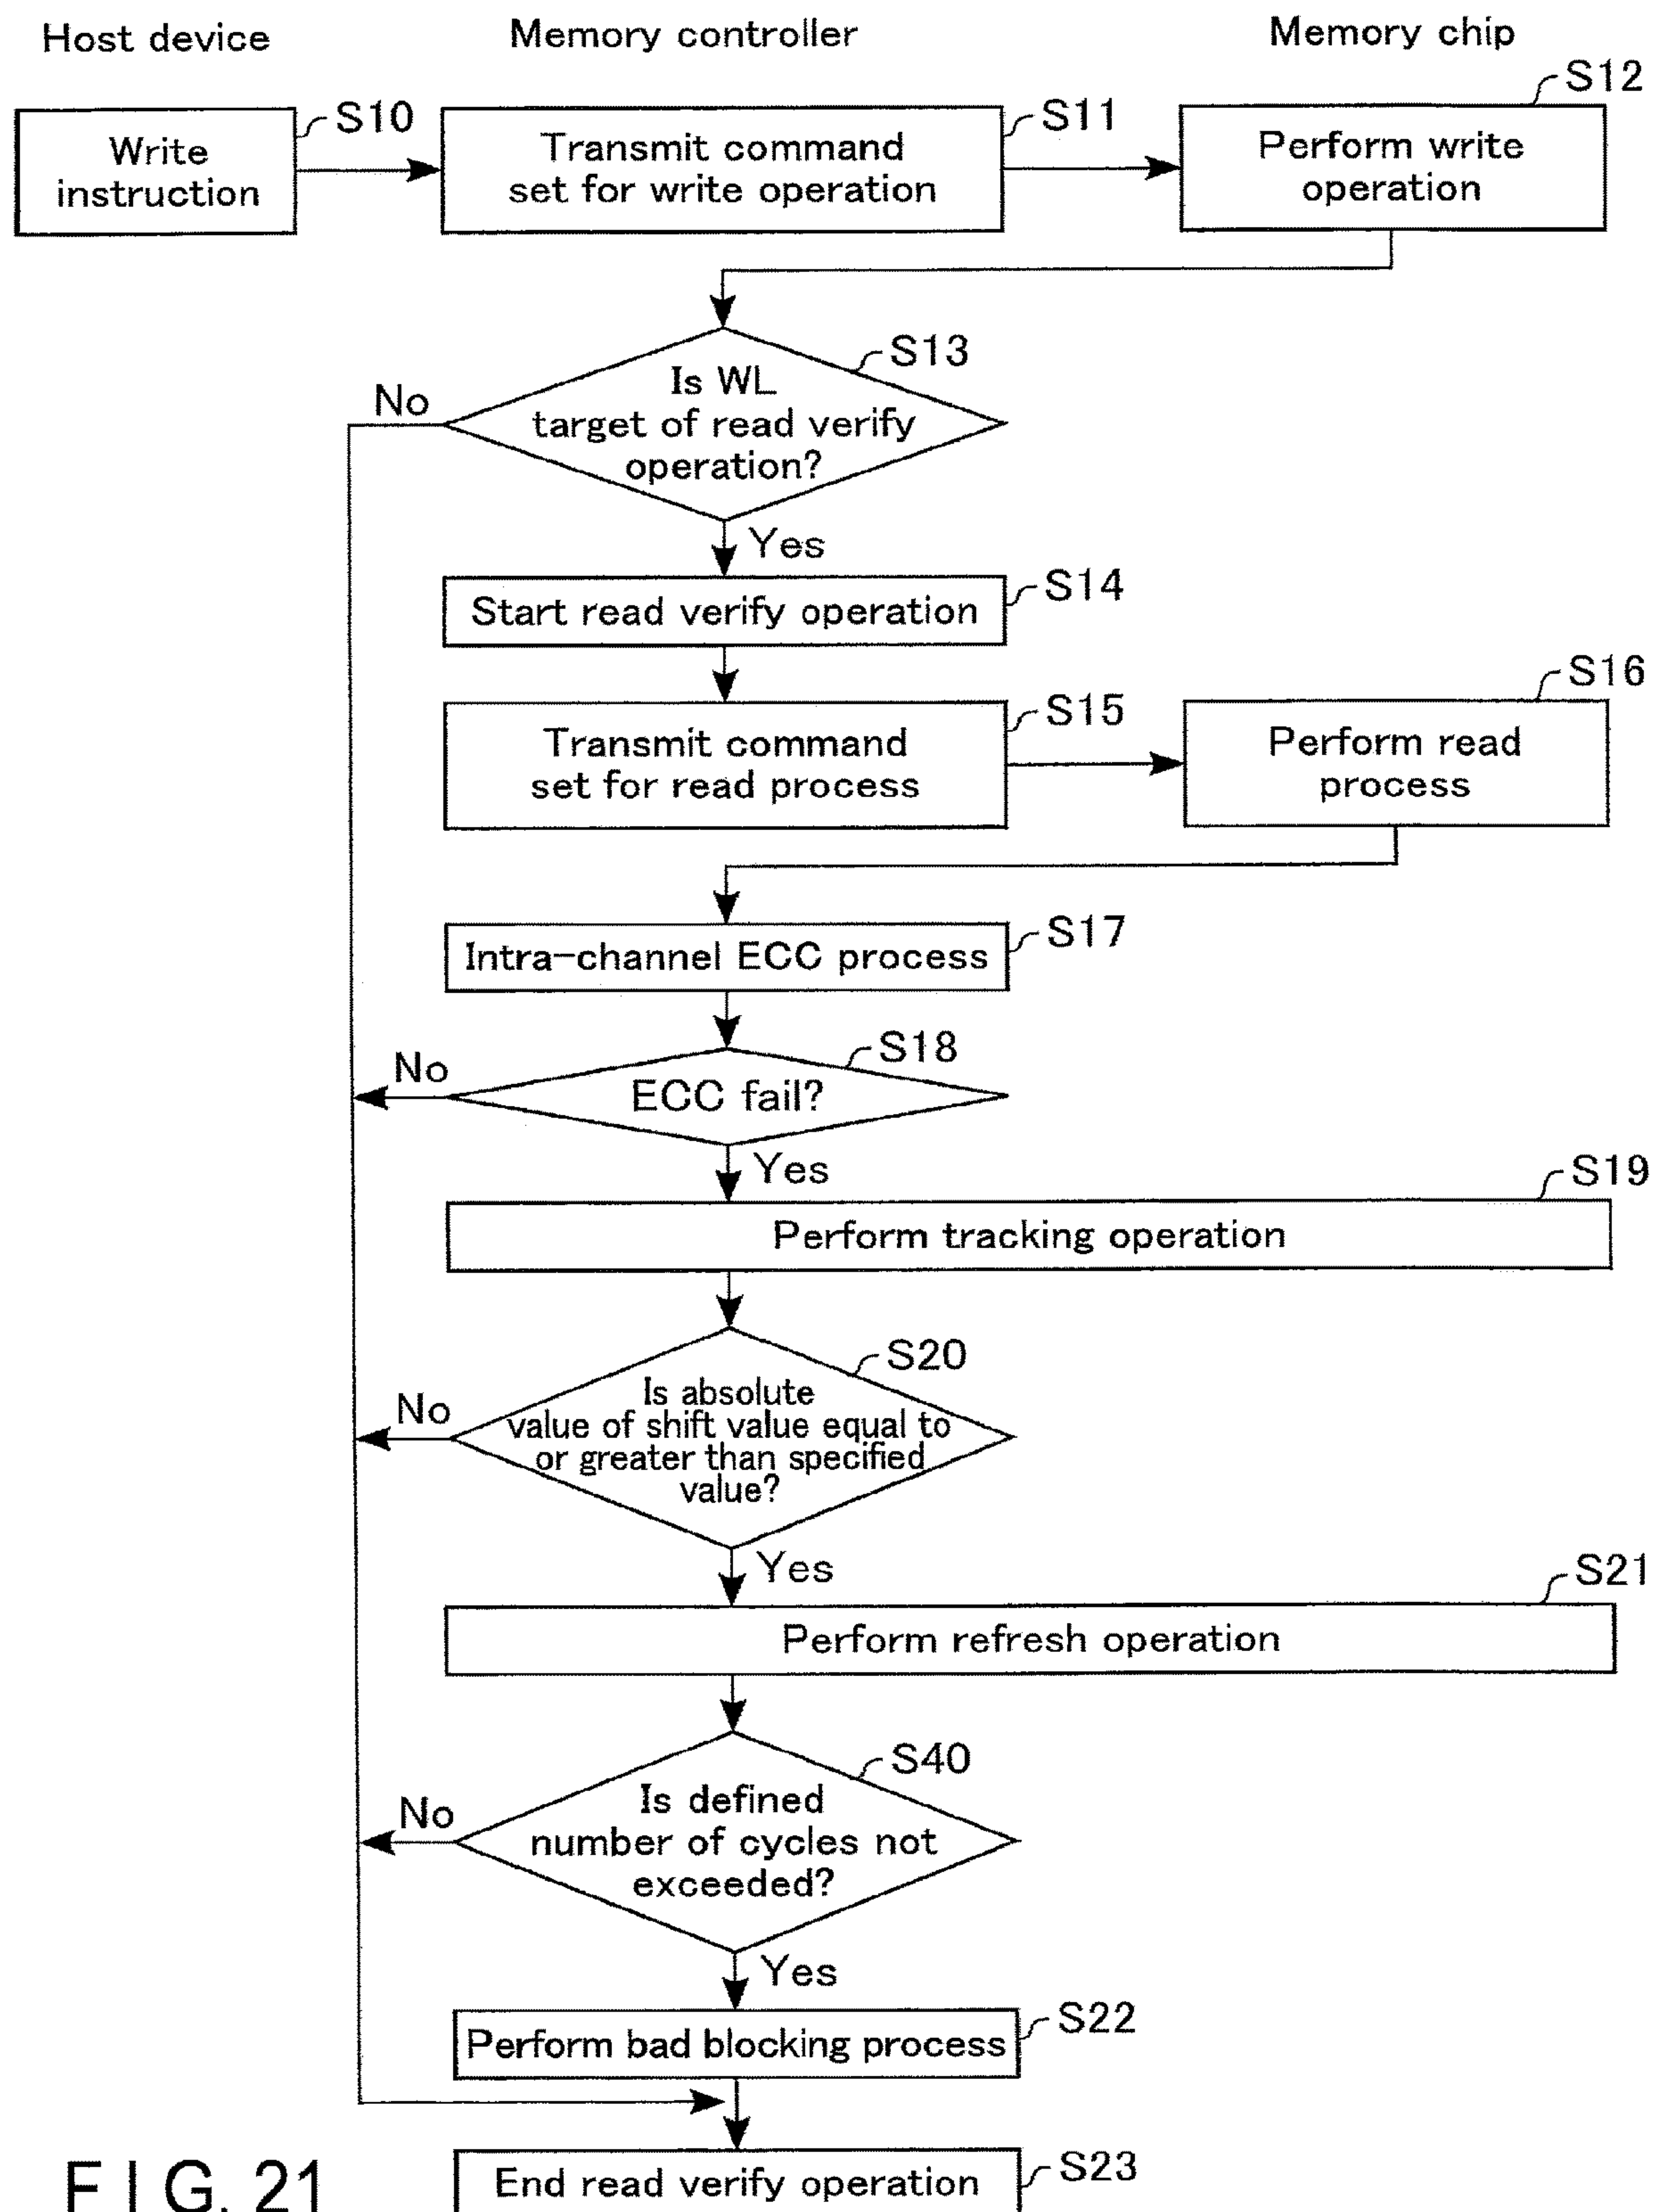 Host device
Memory controller
Memory chip
S10
S11
S12
Write
instruction
Transmit command
set for write operation
Perform write
operation
S13
Is WL
target of read verify
operation?
No
Yes
S14
Start read verify operation
S15
S16
Transmit command
set for read process
Perform read
process
S17
Intra-channel ECC process
S18
ECC fail?
No
Yes
S19
Perform tracking operation
S20
Is absolute
value of shift value equal to
or greater than specified
value?
No
Yes
S21
Perform refresh operation
S40
Is defined
number of cycles not
exceeded?
No
Yes
S22
Perform bad blocking process
S23
End read verify operation
FIG. 21